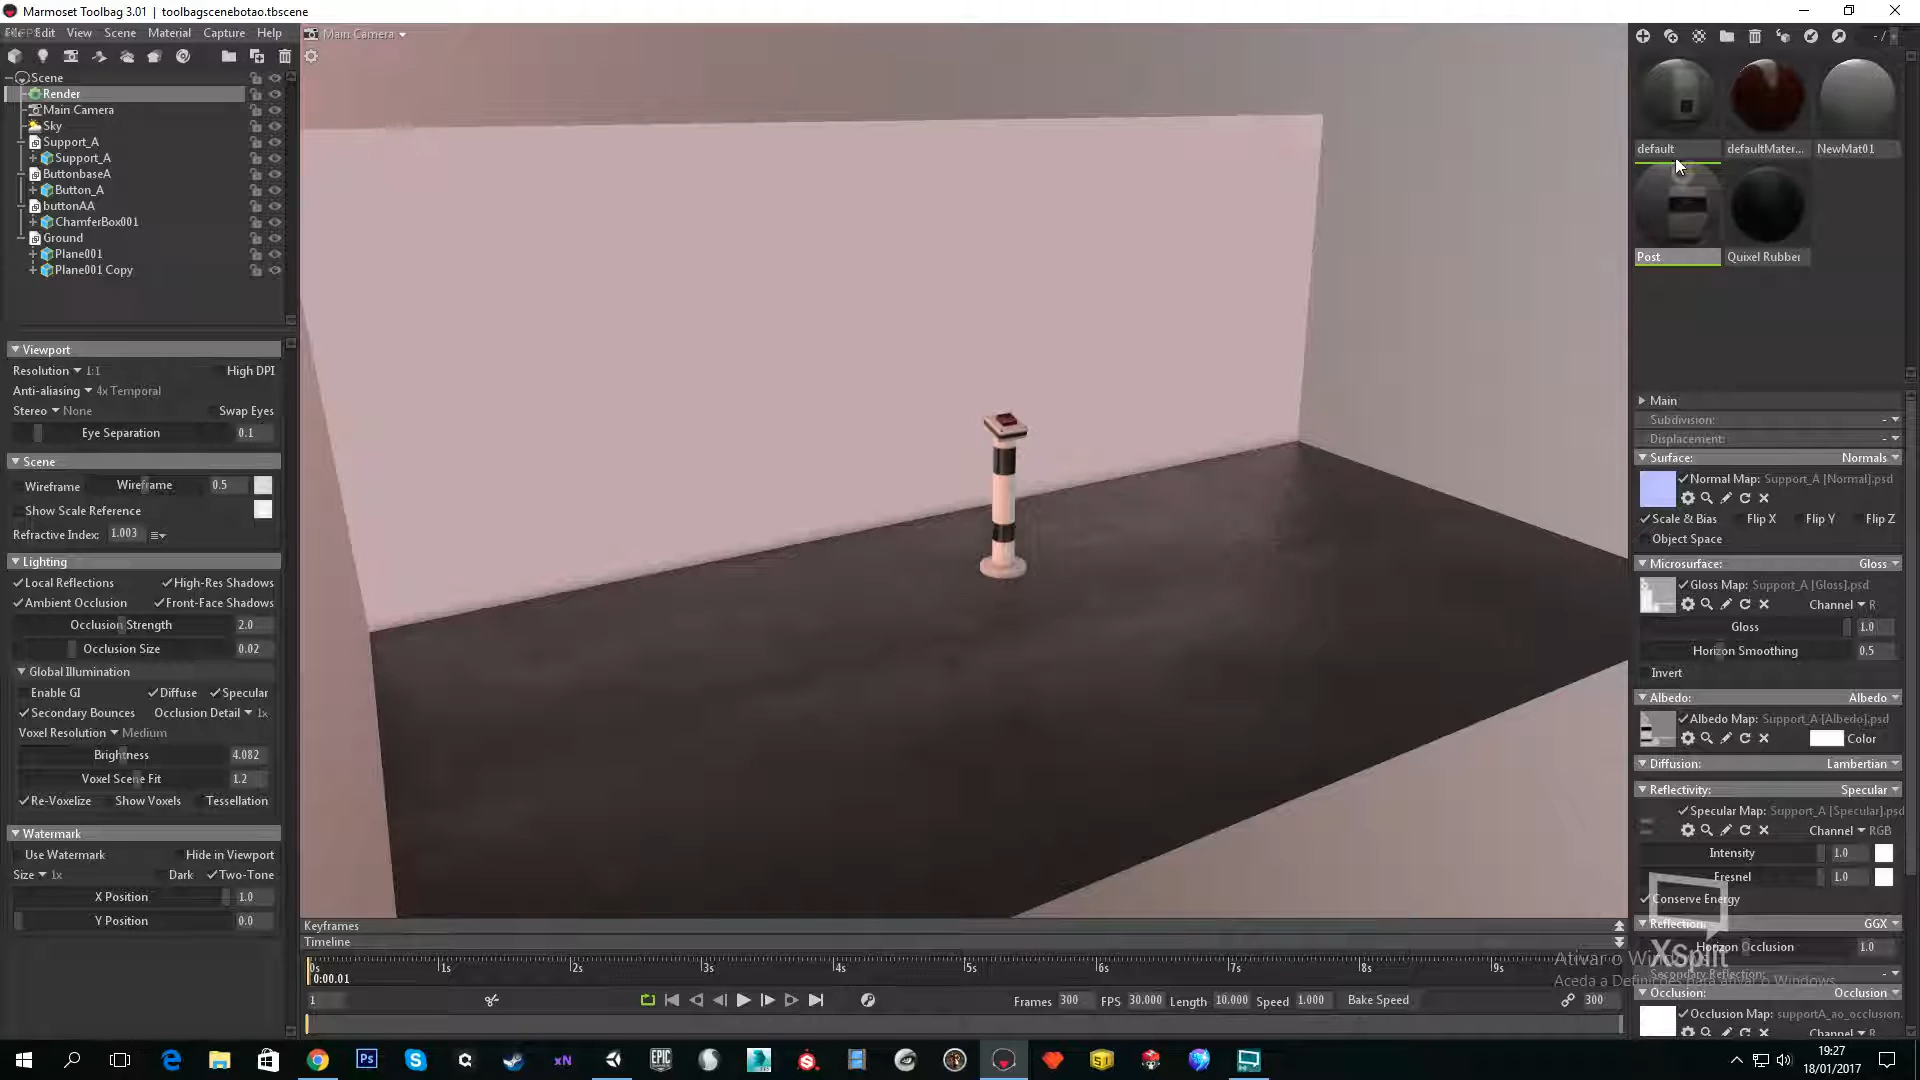 Marmoset Toolbag 3.01 | toolbagscenebotao.tbscene
Edit View Scene Material Capture Help
Main Camera
Scene
Render
Main Camera
Sky
Support_A
Support_A
ButtonbaseA
Button_A
buttonAA
ChamferBox001
Ground
Plane001
Plane001 Copy
Viewport
Resolution 1:1 High DPI
Anti-aliasing 4x Temporal
Stereo None Swap Eyes
Eye Separation 0.1
Scene
Wireframe Wireframe 0.5
Show Scale Reference
Refractive Index: 1.003
Lighting
Local Reflections High-Res Shadows
Ambient Occlusion Front-Face Shadows
Occlusion Strength 2.0
Occlusion Size 0.02
Global Illumination
Enable GI Diffuse Specular
Secondary Bounces Occlusion Detail 1x
Voxel Resolution Medium
Brightness 4.082
Voxel Scene Fit 1.2
Re-Voxelize Show Voxels Tessellation
Watermark
Use Watermark Hide in Viewport
Size 1x Dark Two-Tone
X Position 1.0
Y Position 0.0
Keyframes
Timeline
0s 1s 2s 3s 4s 5s 6s 7s 8s 9s
0:00.01
1 Frames 300 FPS 30.000 Length 10.000 Speed 1.000 Bake Speed 300
default defaultMater... NewMat01
Post Quixel Rubber
Main
Subdivision: -
Displacement: -
Surface: Normals
Normal Map: Support_A [Normal].psd
Scale & Bias Flip X Flip Y Flip Z
Object Space
Microsurface: Gloss
Gloss Map: Support_A [Gloss].psd
Channel R
Gloss 1.0
Horizon Smoothing 0.5
Invert
Albedo: Albedo
Albedo Map: Support_A [Albedo].psd
Color
Diffusion: Lambertian
Reflectivity: Specular
Specular Map: Support_A [Specular].psd
Channel RGB
Intensity 1.0
Fresnel 1.0
Conserve Energy
Reflection: GGX
Horizon Occlusion 1.0
XSplit
Ativar o Windows
Secondary Reflection: -
Aceda a Definições para ativar o Windows.
Occlusion: Occlusion
Occlusion Map: supportA_ao_occlusion.
Channel R
Ps
xN
EPIC
GAMES
19:27
18/01/2017